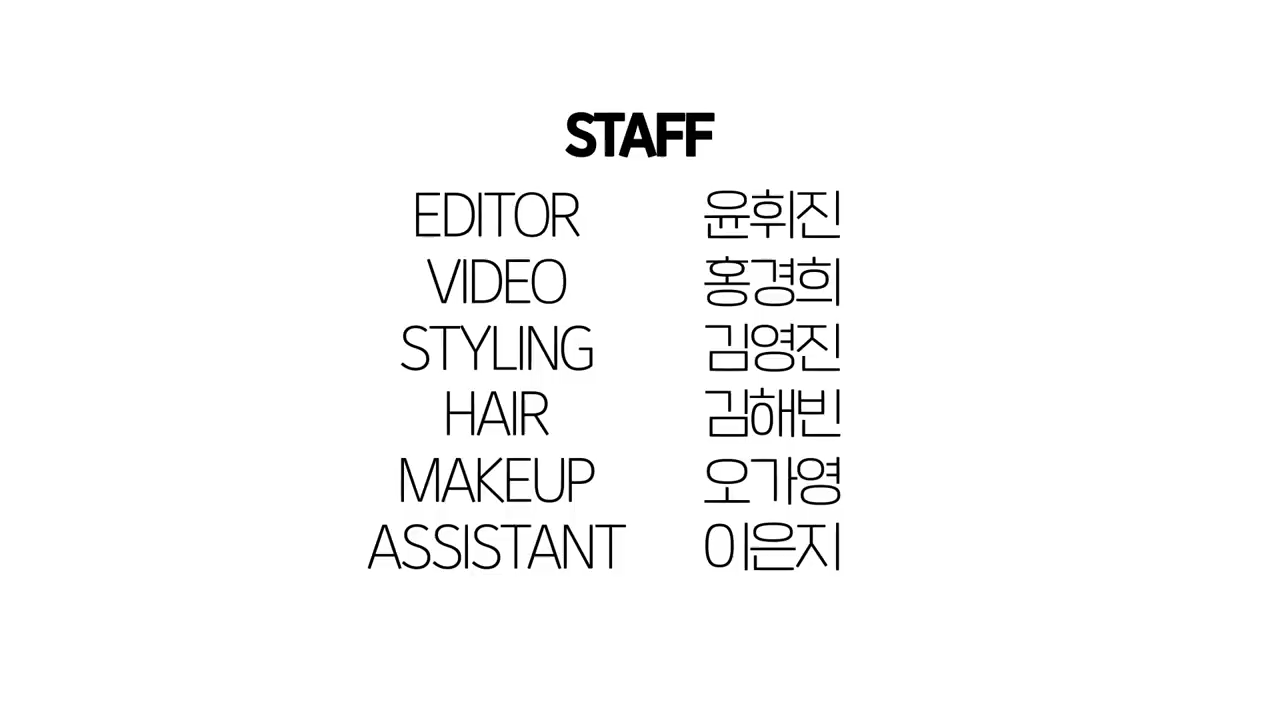 STAFF
EDITOR 윤휘진
VIDEO 홍경희
STYLING 김영진
HAIR 김해빈
MAKEUP 오가영
ASSISTANT 이은지